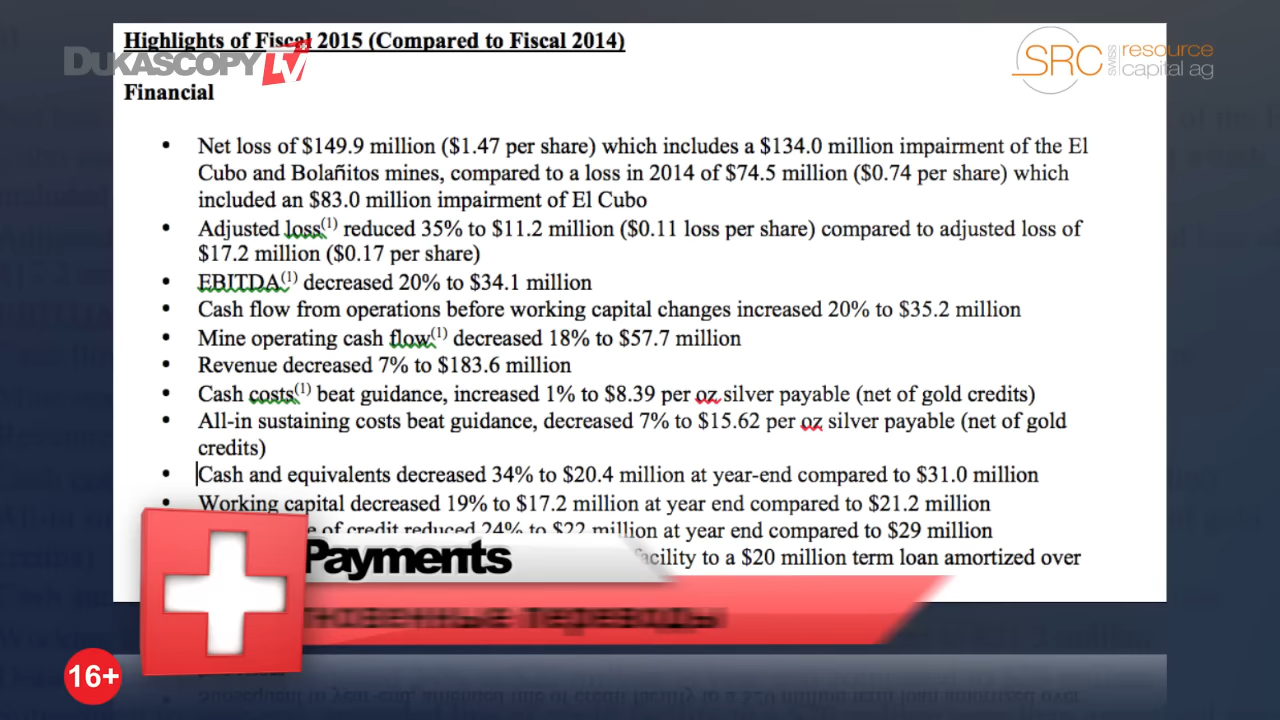 Highlights of Fiscal 2015 (Compared to Fiscal 2014)
DUKASCOPY TV
SRC swiss resource
capital ag
Financial
• Net loss of $149.9 million ($1.47 per share) which includes a $134.0 million impairment of the El
Cubo and Bolañitos mines, compared to a loss in 2014 of $74.5 million ($0.74 per share) which
included an $83.0 million impairment of El Cubo
• Adjusted loss(1) reduced 35% to $11.2 million ($0.11 loss per share) compared to adjusted loss of
$17.2 million ($0.17 per share)
• EBITDA(1) decreased 20% to $34.1 million
• Cash flow from operations before working capital changes increased 20% to $35.2 million
• Mine operating cash flow(1) decreased 18% to $57.7 million
• Revenue decreased 7% to $183.6 million
• Cash costs(1) beat guidance, increased 1% to $8.39 per oz silver payable (net of gold credits)
• All-in sustaining costs beat guidance, decreased 7% to $15.62 per oz silver payable (net of gold
credits)
• Cash and equivalents decreased 34% to $20.4 million at year-end compared to $31.0 million
• Working capital decreased 19% to $17.2 million at year end compared to $21.2 million
of credit reduced 24% to $22 million at year end compared to $29 million
facility to a $20 million term loan amortized over
Payments
переводы
16+